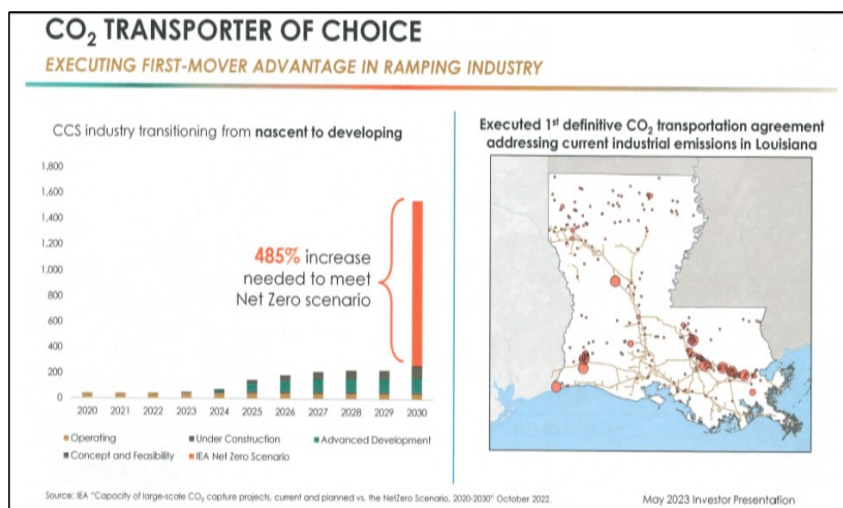 CO₂ TRANSPORTER OF CHOICE
EXECUTING FIRST-MOVER ADVANTAGE IN RAMPING INDUSTRY
CCS industry transitioning from nascent to developing
1,800
1,600
1,400
1,200
1,000
800
600
400
200
0
485% increase
needed to meet
Net Zero scenario
2020 2021 2022 2023 2024 2025 2026 2027 2028 2029 2030
Operating Under Construction Advanced Development
Concept and Feasibility IEA Net Zero Scenario
Executed 1st definitive CO₂ transportation agreement
addressing current industrial emissions in Louisiana
Source: IEA "Capacity of large-scale CO₂ capture projects, current and planned vs. the NetZero Scenario, 2020-2030" October 2022.
May 2023 Investor Presentation